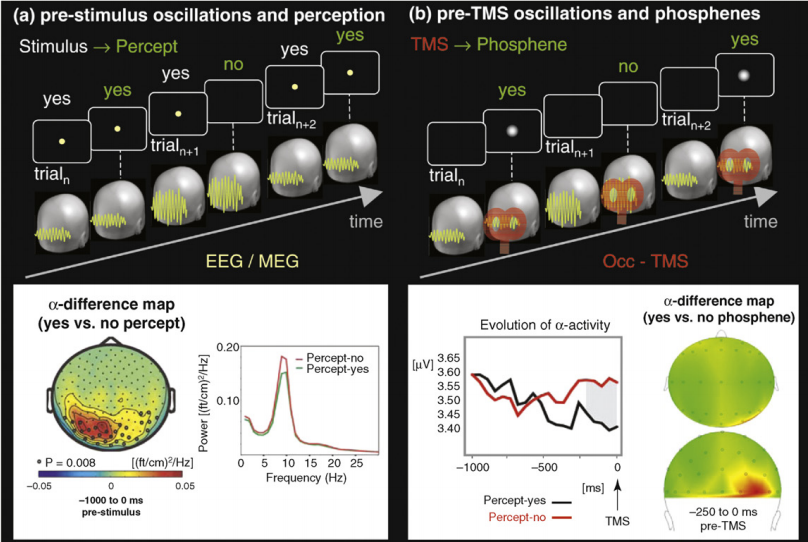 (a) pre-stimulus oscillations and perception
Stimulus → Percept
yes
yes
yes
no
yes
yes
trialn
trialn+1
trialn+2
time
EEG / MEG
α-difference map
(yes vs. no percept)
P = 0.008
[(ft/cm)²/Hz]
−0.05
0.05
−1000 to 0 ms
pre-stimulus
Power [(ft/cm)²/Hz]
0.20
0.10
Percept-no
Percept-yes
0
5
10
15
20
25
Frequency (Hz)
(b) pre-TMS oscillations and phosphenes
TMS → Phosphene
yes
no
yes
trialn
trialn+1
trialn+2
time
Occ - TMS
Evolution of α-activity
[µV]
3.65
3.60
3.55
3.50
3.45
3.40
−1000
−500
0
[ms]
Percept-yes
Percept-no
TMS
α-difference map
(yes vs. no phosphene)
−250 to 0 ms
pre-TMS